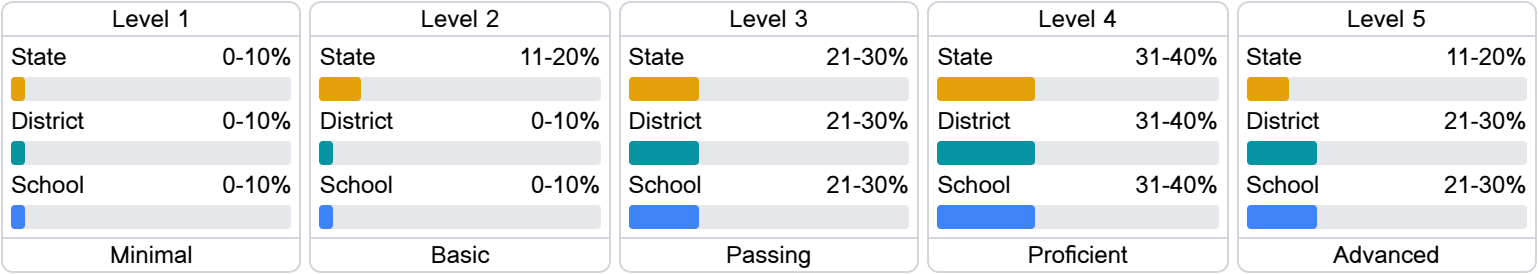 Level 1
State 0-10%
District 0-10%
School 0-10%
Minimal
Level 2
State 11-20%
District 0-10%
School 0-10%
Basic
Level 3
State 21-30%
District 21-30%
School 21-30%
Passing
Level 4
State 31-40%
District 31-40%
School 31-40%
Proficient
Level 5
State 11-20%
District 21-30%
School 21-30%
Advanced